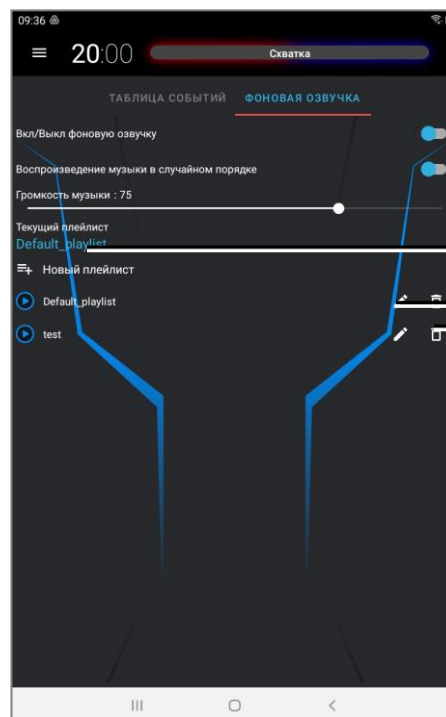 09:36
20:00
Схватка
ТАБЛИЦА СОБЫТИЙ ФОНОВАЯ ОЗВУЧКА
Вкл/Выкл фоновую озвучку
Воспроизведение музыки в случайном порядке
Громкость музыки : 75
Текущий плейлист
Default_playlist
Новый плейлист
Default_playlist
test